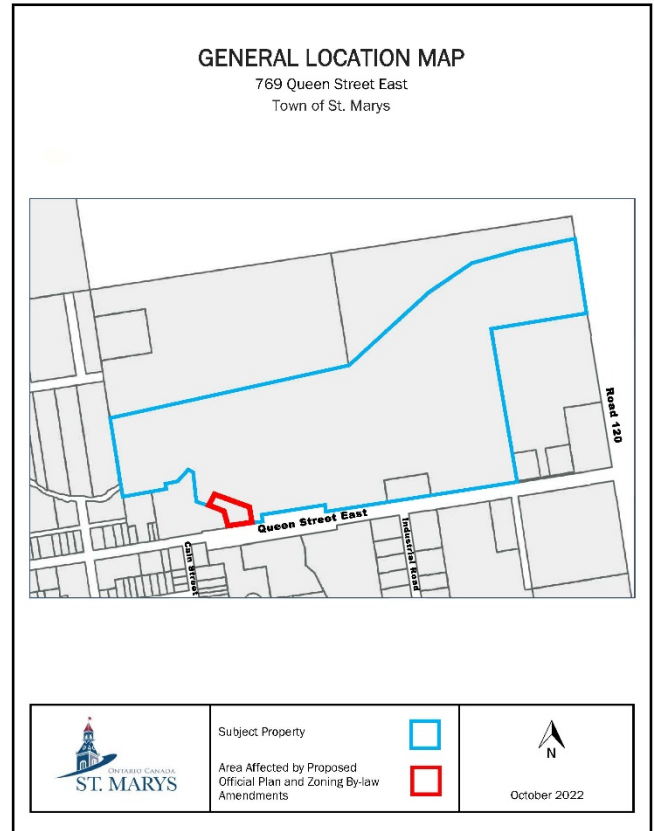 GENERAL LOCATION MAP
769 Queen Street East
Town of St. Marys
Road 120
Queen Street East
Cain Street
Industrial Road
ONTARIO CANADA
ST. MARYS
Subject Property
Area Affected by Proposed
Official Plan and Zoning By-law
Amendments
N
October 2022